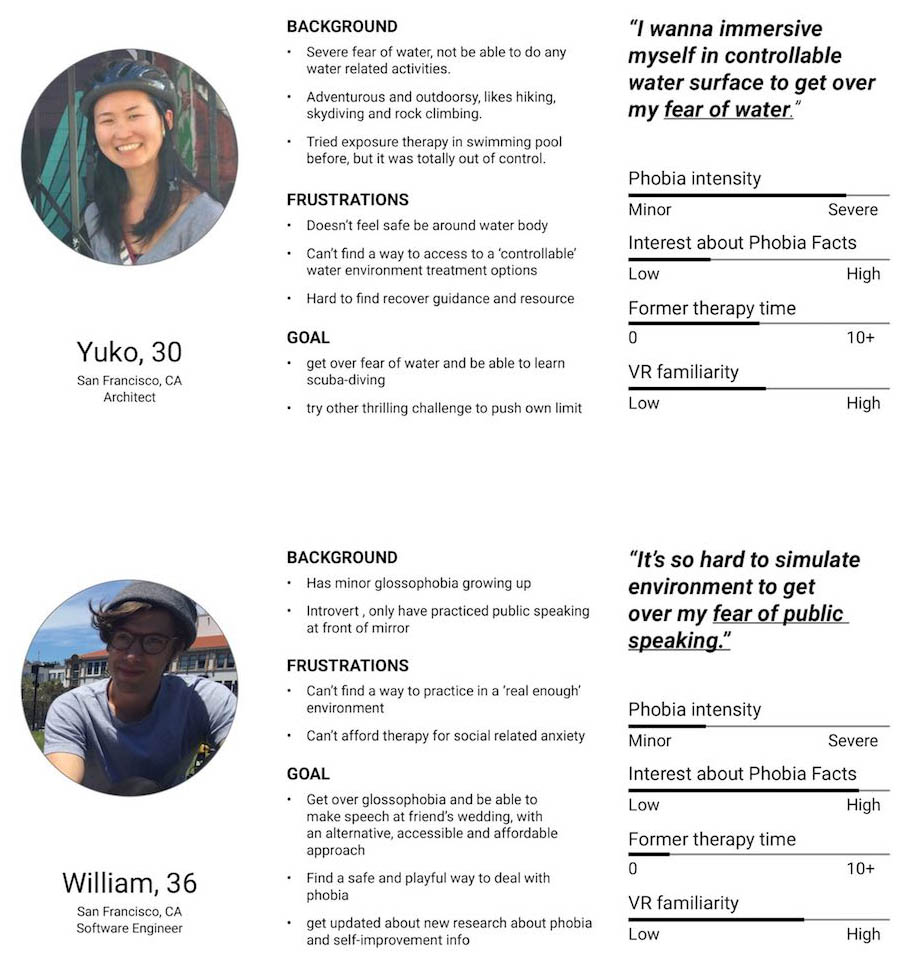 BACKGROUND
• Severe fear of water, not be able to do any
water related activities.
• Adventurous and outdoorsy, likes hiking,
skydiving and rock climbing.
• Tried exposure therapy in swimming pool
before, but it was totally out of control.
FRUSTRATIONS
• Doesn't feel safe be around water body
• Can't find a way to access to a 'controllable'
water environment treatment options
• Hard to find recover guidance and resource
GOAL
• get over fear of water and be able to learn
scuba-diving
• try other thrilling challenge to push own limit
Yuko, 30
San Francisco, CA
Architect
“I wanna immersive
myself in controllable
water surface to get over
my fear of water.”
Phobia intensity
Minor Severe
Interest about Phobia Facts
Low High
Former therapy time
0 10+
VR familiarity
Low High
BACKGROUND
• Has minor glossophobia growing up
• Introvert , only have practiced public speaking
at front of mirror
FRUSTRATIONS
• Can't find a way to practice in a 'real enough'
environment
• Can't afford therapy for social related anxiety
GOAL
• Get over glossophobia and be able to
make speech at friend's wedding, with
an alternative, accessible and affordable
approach
• Find a safe and playful way to deal with
phobia
• get updated about new research about phobia
and self-improvement info
William, 36
San Francisco, CA
Software Engineer
“It's so hard to simulate
environment to get
over my fear of public
speaking.”
Phobia intensity
Minor Severe
Interest about Phobia Facts
Low High
Former therapy time
0 10+
VR familiarity
Low High